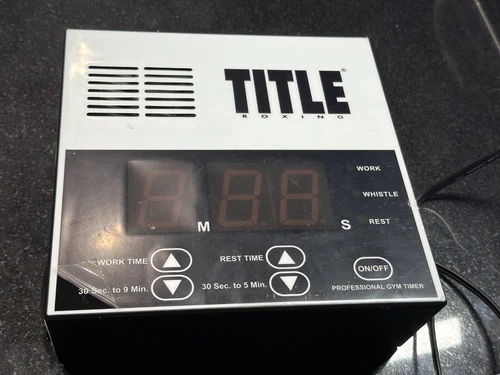 TITLE®
BOXING
WORK
WHISTLE
REST
M
S
WORK TIME
REST TIME
30 Sec. to 9 Min.
30 Sec. to 5 Min.
ON/OFF
PROFESSIONAL GYM TIMER